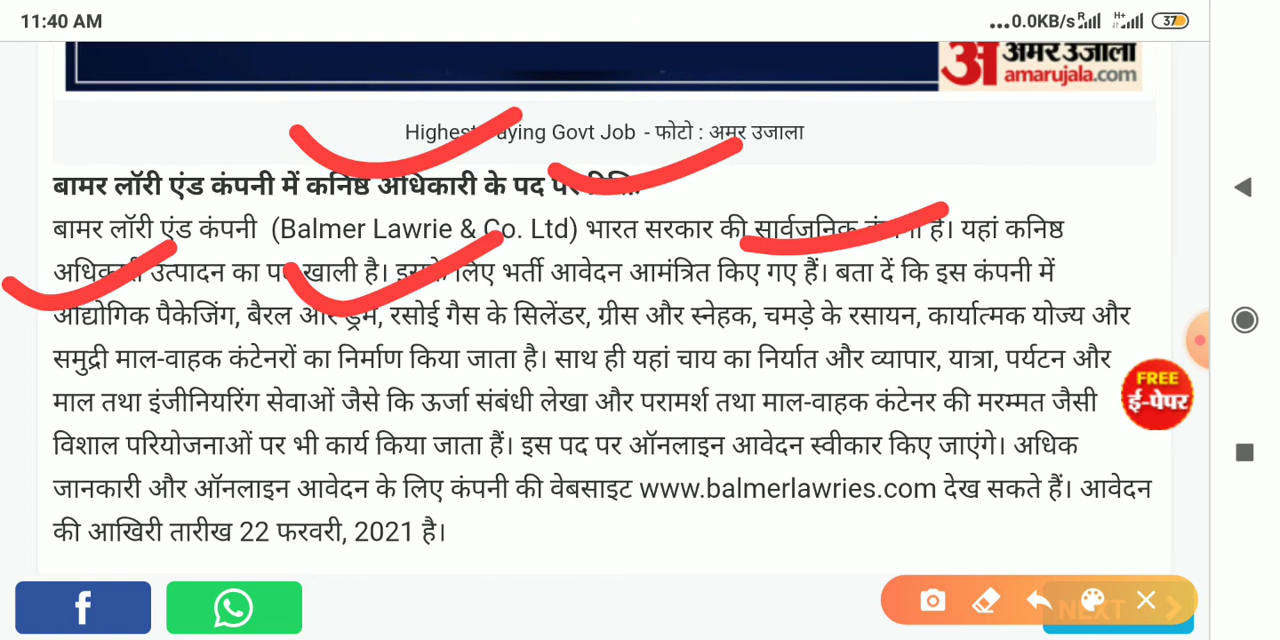 11:40 AM
...0.0KB/s R H+ 37
अमर उजाला
amarujala.com
Highest Paying Govt Job - फोटो : अमर उजाला
बामर लॉरी एंड कंपनी में कनिष्ठ अधिकारी के पद पर
बामर लॉरी एंड कंपनी (Balmer Lawrie & Co. Ltd) भारत सरकार की सार्वजनिक कंपनी है। यहां कनिष्ठ
अधिकारी उत्पादन का पद खाली है। इसके लिए भर्ती आवेदन आमंत्रित किए गए हैं। बता दें कि इस कंपनी में
औद्योगिक पैकेजिंग, बैरल और ड्रम, रसोई गैस के सिलेंडर, ग्रीस और स्नेहक, चमड़े के रसायन, कार्यात्मक योज्य और
समुद्री माल-वाहक कंटेनरों का निर्माण किया जाता है। साथ ही यहां चाय का निर्यात और व्यापार, यात्रा, पर्यटन और
माल तथा इंजीनियरिंग सेवाओं जैसे कि ऊर्जा संबंधी लेखा और परामर्श तथा माल-वाहक कंटेनर की मरम्मत जैसी
विशाल परियोजनाओं पर भी कार्य किया जाता हैं। इस पद पर ऑनलाइन आवेदन स्वीकार किए जाएंगे। अधिक
जानकारी और ऑनलाइन आवेदन के लिए कंपनी की वेबसाइट www.balmerlawries.com देख सकते हैं। आवेदन
की आखिरी तारीख 22 फरवरी, 2021 है।
FREE
ई-पेपर
f
NEXT